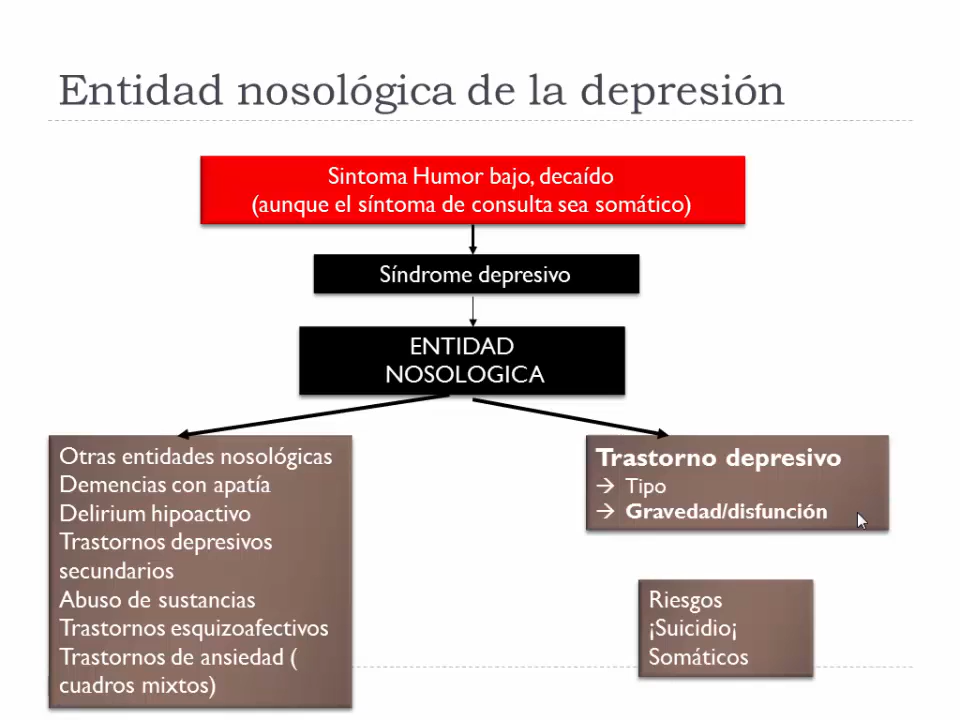 Entidad nosológica de la depresión
Sintoma Humor bajo, decaído
(aunque el síntoma de consulta sea somático)
Síndrome depresivo
ENTIDAD
NOSOLOGICA
Otras entidades nosológicas
Demencias con apatía
Delirium hipoactivo
Trastornos depresivos
secundarios
Abuso de sustancias
Trastornos esquizoafectivos
Trastornos de ansiedad (
cuadros mixtos)
Trastorno depresivo
→ Tipo
→ Gravedad/disfunción
Riesgos
¡Suicidio¡
Somáticos